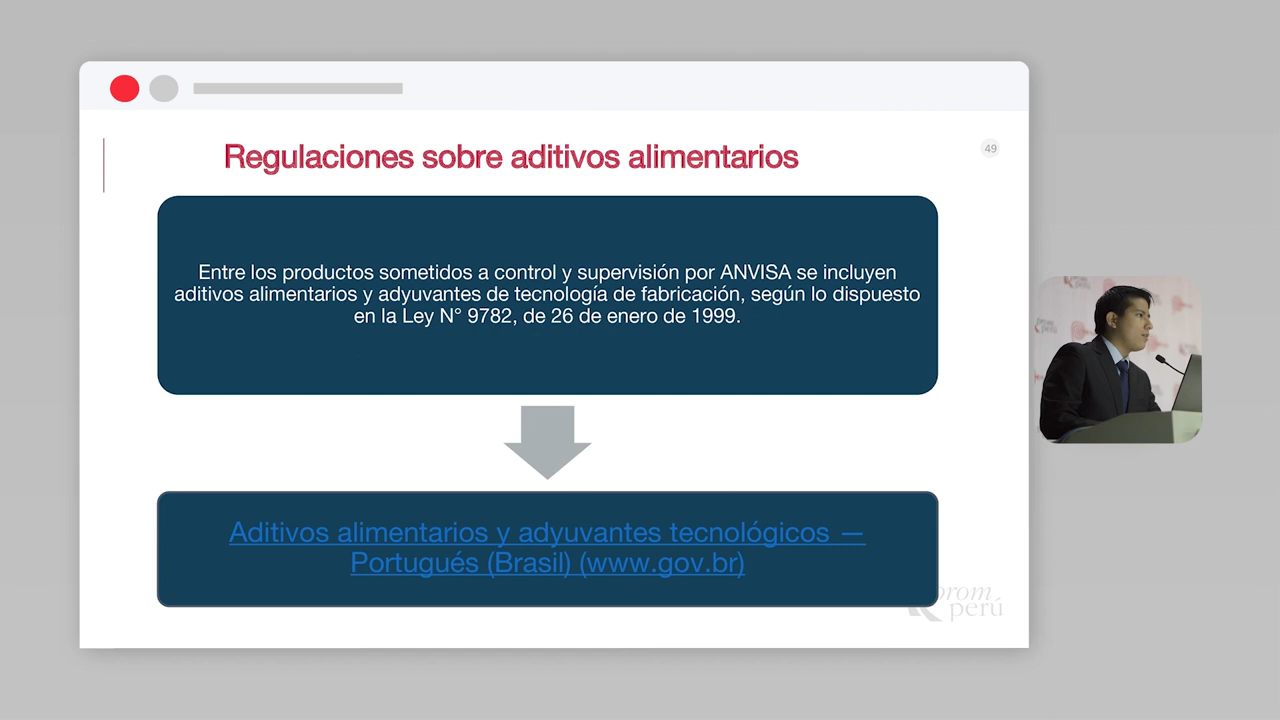 Regulaciones sobre aditivos alimentarios
49
Entre los productos sometidos a control y supervisión por ANVISA se incluyen
aditivos alimentarios y adyuvantes de tecnología de fabricación, según lo dispuesto
en la Ley N° 9782, de 26 de enero de 1999.
Aditivos alimentarios y adyuvantes tecnológicos —
Portugués (Brasil) (www.gov.br)
prom
perú